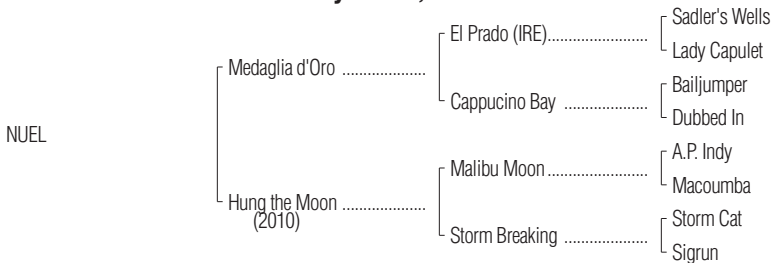 Sadler's Wells
El Prado (IRE)
Lady Capulet
Medaglia d'Oro
Bailjumper
Cappucino Bay
Dubbed In
NUEL
A.P. Indy
Malibu Moon
Macoumba
Hung the Moon
(2010)
Storm Cat
Storm Breaking
Sigrun